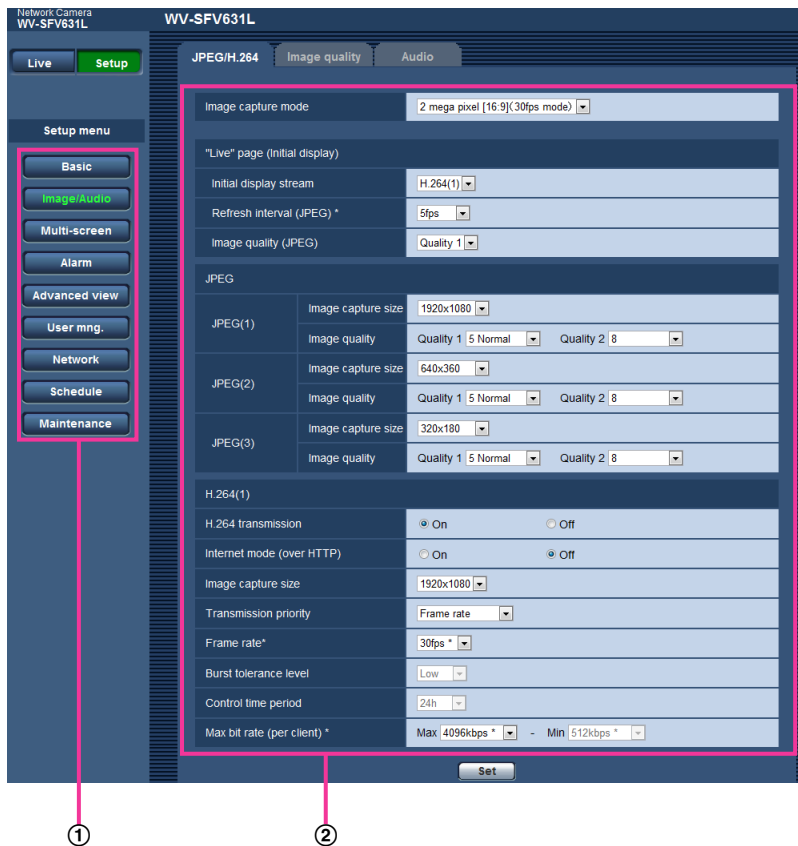 Network Camera
WV-SFV631L
WV-SFV631L
Live Setup
JPEG/H.264 Image quality Audio
Setup menu
Basic
Image/Audio
Multi-screen
Alarm
Advanced view
User mng.
Network
Schedule
Maintenance
Image capture mode 2 mega pixel [16:9](30fps mode)
"Live" page (Initial display)
Initial display stream H.264(1)
Refresh interval (JPEG) * 5fps
Image quality (JPEG) Quality 1
JPEG
JPEG(1) Image capture size 1920x1080
Image quality Quality 1 5 Normal Quality 2 8
JPEG(2) Image capture size 640x360
Image quality Quality 1 5 Normal Quality 2 8
JPEG(3) Image capture size 320x180
Image quality Quality 1 5 Normal Quality 2 8
H.264(1)
H.264 transmission On Off
Internet mode (over HTTP) On Off
Image capture size 1920x1080
Transmission priority Frame rate
Frame rate* 30fps *
Burst tolerance level Low
Control time period 24h
Max bit rate (per client) * Max 4096kbps * - Min 512kbps *
Set
① ②